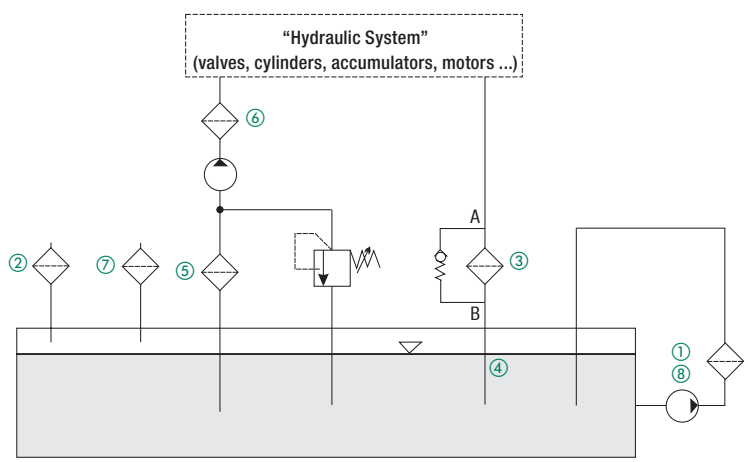 “Hydraulic System”
(valves, cylinders, accumulators, motors ...)
⑥
A
② ⑦ ⑤ ③
B
①
④ ⑧